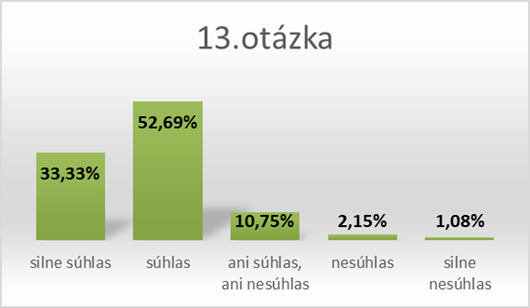 13.otázka
52,69%
33,33%
10,75%
2,15%
1,08%
silne súhlas
súhlas
ani súhlas,
ani nesúhlas
nesúhlas
silne
nesúhlas